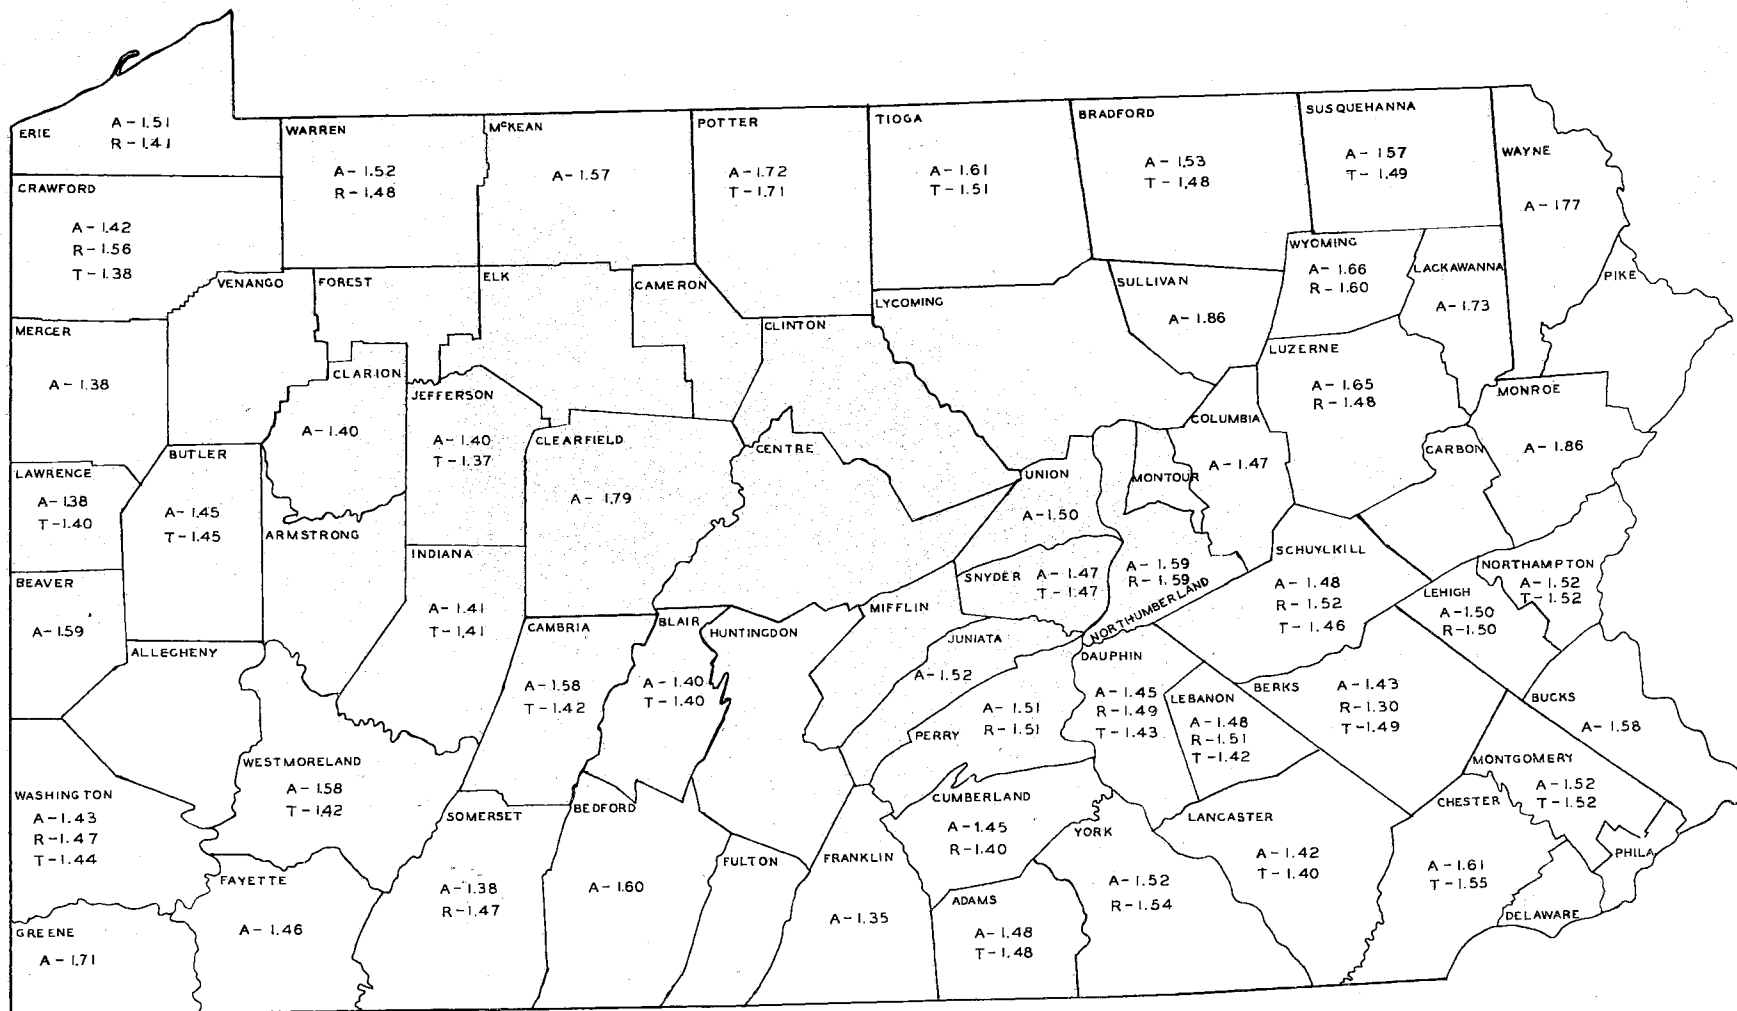 ERIE
A-1.51
R-1.41
WARREN
A-1.52
R-1.48
McKEAN
A-1.57
POTTER
A-1.72
T-1.71
TIOGA
A-1.61
T-1.51
BRADFORD
A-1.53
T-1.48
SUSQUEHANNA
A-157
T-1.49
WAYNE
A-177
CRAWFORD
A-1.42
R-1.56
T-1.38
VENANGO
FOREST
ELK
CAMERON
CLINTON
LYCOMING
SULLIVAN
A-1.86
WYOMING
A-1.66
R-1.60
LACKAWANNA
A-1.73
PIKE
MERCER
A-1.38
CLARION
A-1.40
JEFFERSON
A-1.40
T-1.37
CLEARFIELD
A-1.79
CENTRE
LUZERNE
A-1.65
R-1.48
MONROE
A-1.86
COLUMBIA
A-1.47
CARBON
MONTOUR
UNION
A-1.50
LAWRENCE
A-1.38
T-1.40
BUTLER
A-1.45
T-1.45
ARMSTRONG
INDIANA
A-1.41
T-1.41
SNYDER
A-1.47
T-1.47
A-1.59
R-1.59
NORTHUMBERLAND
SCHUYLKILL
A-1.48
R-1.52
T-1.46
NORTHAMPTON
A-1.52
T-1.52
LEHIGH
A-1.50
R-1.50
BEAVER
A-1.59
ALLEGHENY
CAMBRIA
A-1.58
T-1.42
BLAIR
A-1.40
T-1.40
HUNTINGDON
MIFFLIN
JUNIATA
A-1.52
PERRY
A-1.51
R-1.51
DAUPHIN
A-1.45
R-1.49
T-1.43
LEBANON
A-1.48
R-1.51
T-1.42
BERKS
A-1.43
R-1.30
T-1.49
BUCKS
A-1.58
WASHINGTON
A-1.43
R-1.47
T-1.44
WESTMORELAND
A-1.58
T-1.42
SOMERSET
A-1.38
R-1.47
BEDFORD
A-1.60
FULTON
FRANKLIN
A-1.35
CUMBERLAND
A-1.45
R-1.40
YORK
A-1.52
R-1.54
LANCASTER
A-1.42
T-1.40
CHESTER
A-1.61
T-1.55
MONTGOMERY
A-1.52
T-1.52
PHILA
DELAWARE
FAYETTE
A-1.46
GREENE
A-1.71
ADAMS
A-1.48
T-1.48